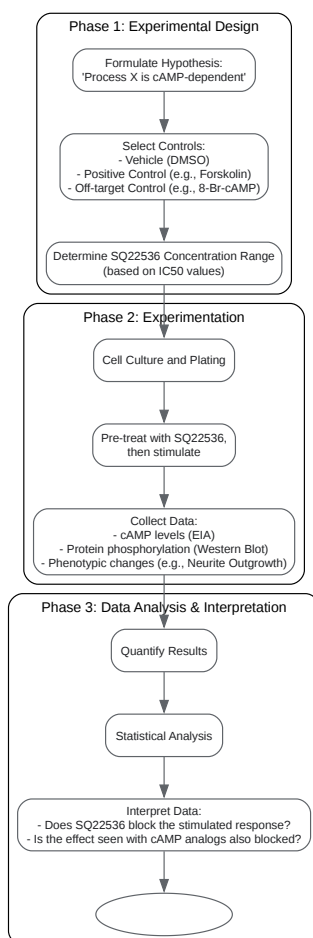 Phase 1: Experimental Design
Formulate Hypothesis:
'Process X is cAMP-dependent'
Select Controls:
- Vehicle (DMSO)
- Positive Control (e.g., Forskolin)
- Off-target Control (e.g., 8-Br-cAMP)
Determine SQ22536 Concentration Range
(based on IC50 values)
Phase 2: Experimentation
Cell Culture and Plating
Pre-treat with SQ22536,
then stimulate
Collect Data:
- cAMP levels (EIA)
- Protein phosphorylation (Western Blot)
- Phenotypic changes (e.g., Neurite Outgrowth)
Phase 3: Data Analysis & Interpretation
Quantify Results
Statistical Analysis
Interpret Data:
- Does SQ22536 block the stimulated response?
- Is the effect seen with cAMP analogs also blocked?